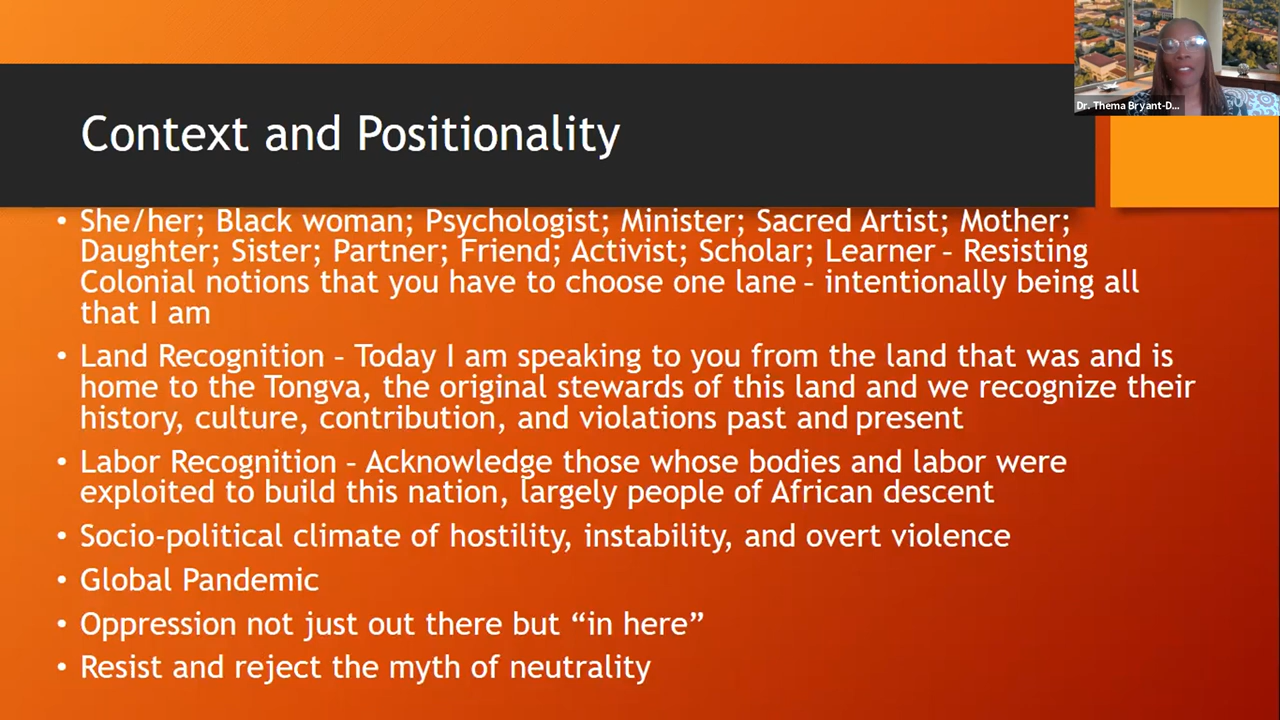 Dr. Thema Bryant-D...
Context and Positionality
• She/her; Black woman; Psychologist; Minister; Sacred Artist; Mother;
Daughter; Sister; Partner; Friend; Activist; Scholar; Learner – Resisting
Colonial notions that you have to choose one lane – intentionally being all
that I am
• Land Recognition – Today I am speaking to you from the land that was and is
home to the Tongva, the original stewards of this land and we recognize their
history, culture, contribution, and violations past and present
• Labor Recognition – Acknowledge those whose bodies and labor were
exploited to build this nation, largely people of African descent
• Socio-political climate of hostility, instability, and overt violence
• Global Pandemic
• Oppression not just out there but “in here”
• Resist and reject the myth of neutrality